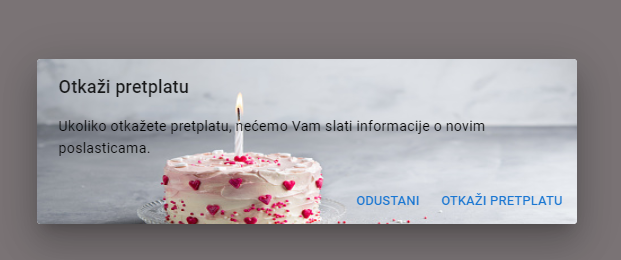 Otkaži pretplatu
Ukoliko otkažete pretplatu, nećemo Vam slati informacije o novim
poslasticama.
ODUSTANI OTKAŽI PRETPLATU